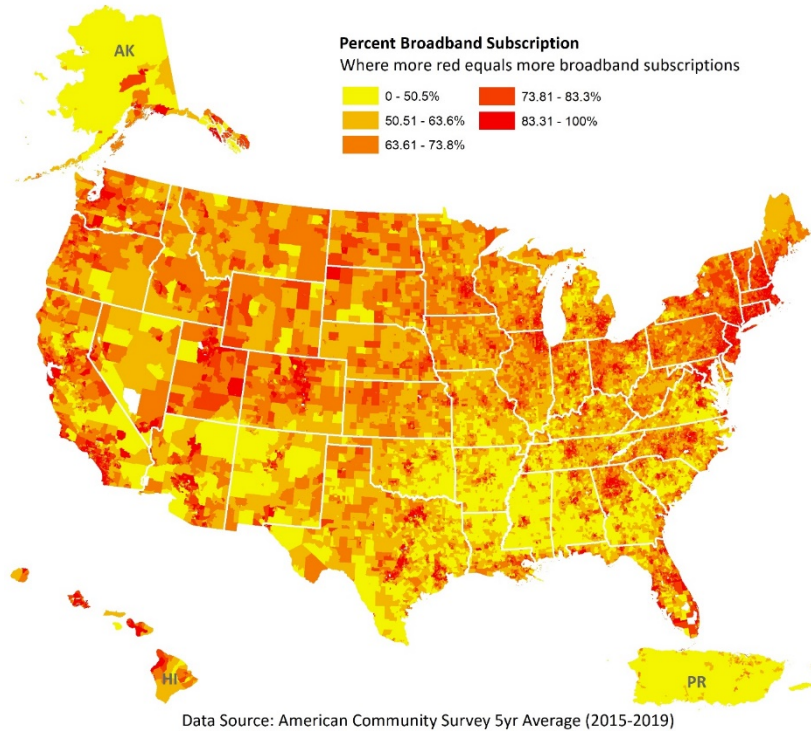 AK
Percent Broadband Subscription
Where more red equals more broadband subscriptions
0 - 50.5%
73.81 - 83.3%
50.51 - 63.6%
83.31 - 100%
63.61 - 73.8%
HI
PR
Data Source: American Community Survey 5yr Average (2015-2019)